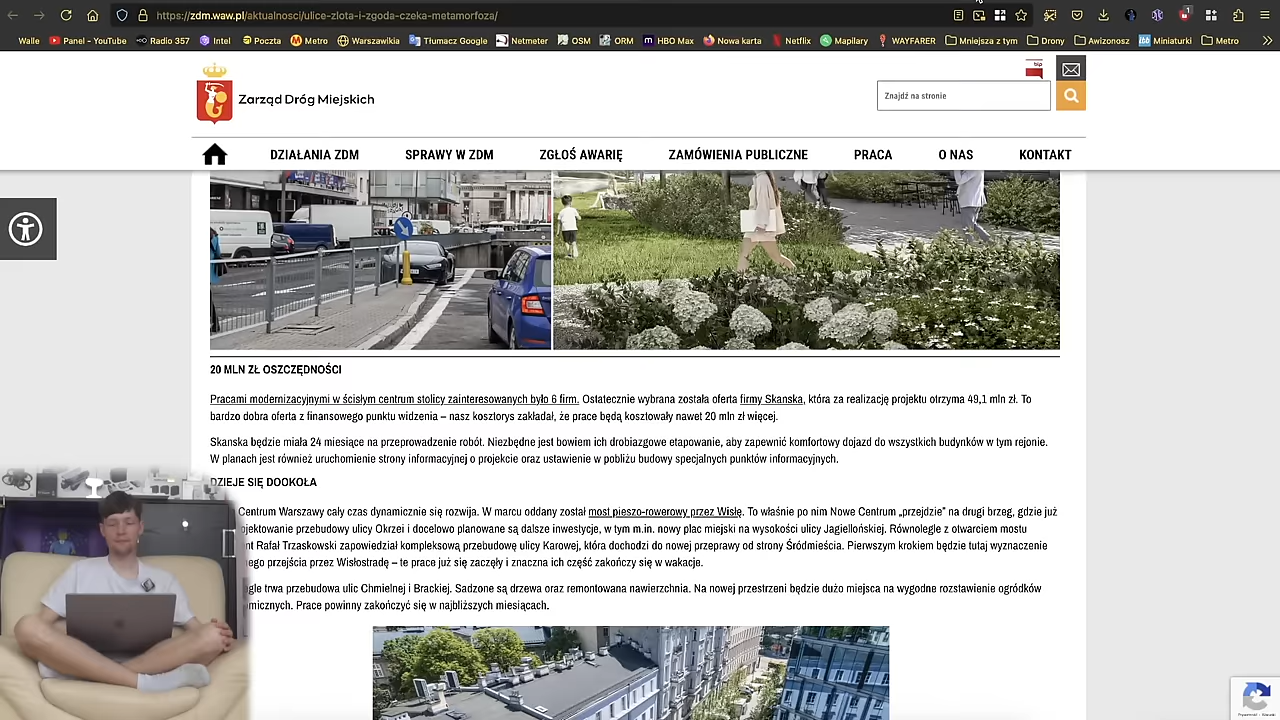 https://zdm.waw.pl/aktualnosci/ulice-zlota-i-zgoda-czeka-metamorfoza/
Walle Panel - YouTube Radio 357 Intel Poczta Metro Warszawikia Tłumacz Google Netmeter OSM ORM HBO Max Nowa karta Netflix Mapilary WAYFARER Mniejsza z tym Drony Awizonosz Miniaturki Metro
bip
Zarząd Dróg Miejskich
Znajdź na stronie
DZIAŁANIA ZDM SPRAWY W ZDM ZGŁOŚ AWARIĘ ZAMÓWIENIA PUBLICZNE PRACA O NAS KONTAKT
20 MLN ZŁ OSZCZĘDNOŚCI
Pracami modernizacyjnymi w ścisłym centrum stolicy zainteresowanych było 6 firm. Ostatecznie wybrana została oferta firmy Skanska, która za realizację projektu otrzyma 49,1 mln zł. To
bardzo dobra oferta z finansowego punktu widzenia – nasz kosztorys zakładał, że prace będą kosztowały nawet 20 mln zł więcej.
Skanska będzie miała 24 miesiące na przeprowadzenie robót. Niezbędne jest bowiem ich drobiazgowe etapowanie, aby zapewnić komfortowy dojazd do wszystkich budynków w tym rejonie.
W planach jest również uruchomienie strony informacyjnej o projekcie oraz ustawienie w pobliżu budowy specjalnych punktów informacyjnych.
DZIEJE SIĘ DOOKOŁA
Centrum Warszawy cały czas dynamicznie się rozwija. W marcu oddany został most pieszo-rowerowy przez Wisłę. To właśnie po nim Nowe Centrum „przejdzie” na drugi brzeg, gdzie już
ojektowanie przebudowy ulicy Okrzei i docelowo planowane są dalsze inwestycje, w tym m.in. nowy plac miejski na wysokości ulicy Jagiellońskiej. Równolegle z otwarciem mostu
nt Rafał Trzaskowski zapowiedział kompleksową przebudowę ulicy Karowej, która dochodzi do nowej przeprawy od strony Śródmieścia. Pierwszym krokiem będzie tutaj wyznaczenie
nego przejścia przez Wisłostradę – te prace już się zaczęły i znaczna ich część zakończy się w wakacje.
gle trwa przebudowa ulic Chmielnej i Brackiej. Sadzone są drzewa oraz remontowana nawierzchnia. Na nowej przestrzeni będzie dużo miejsca na wygodne rozstawienie ogródków
micznych. Prace powinny zakończyć się w najbliższych miesiącach.